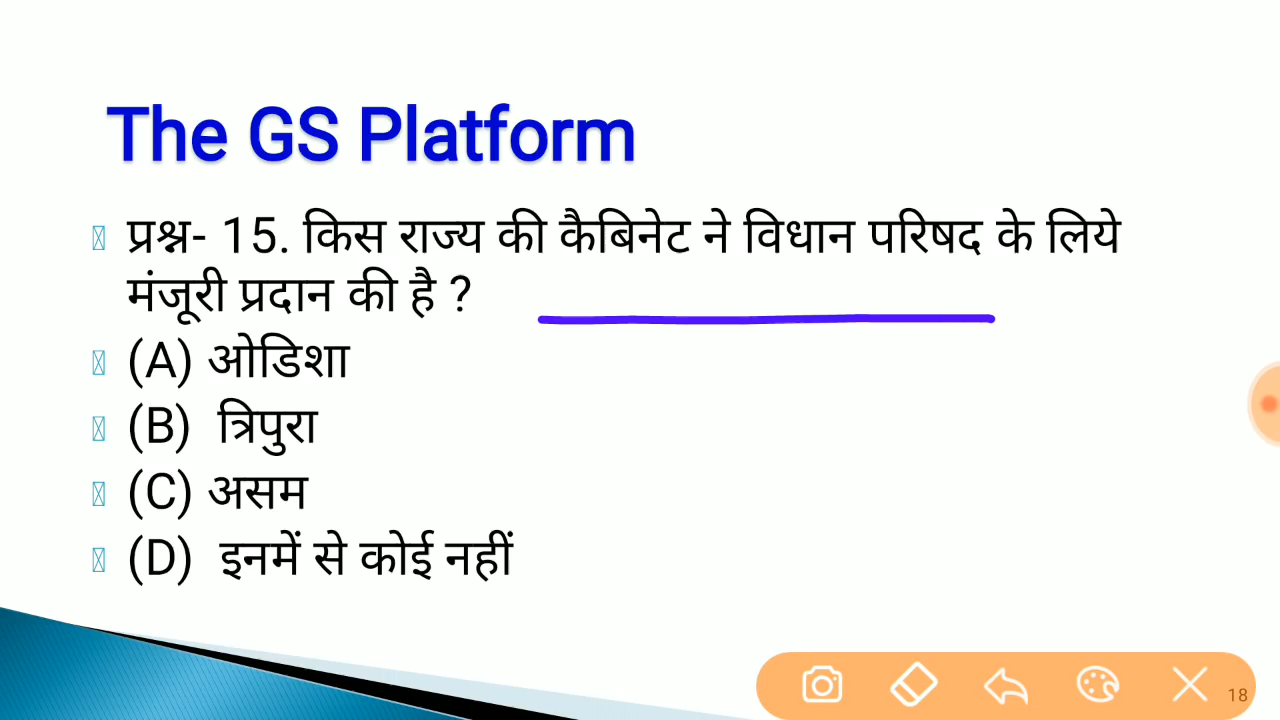 The GS Platform
प्रश्न- 15. किस राज्य की कैबिनेट ने विधान परिषद के लिये
मंजूरी प्रदान की है ?
(A) ओडिशा
(B) त्रिपुरा
(C) असम
(D) इनमें से कोई नहीं
18